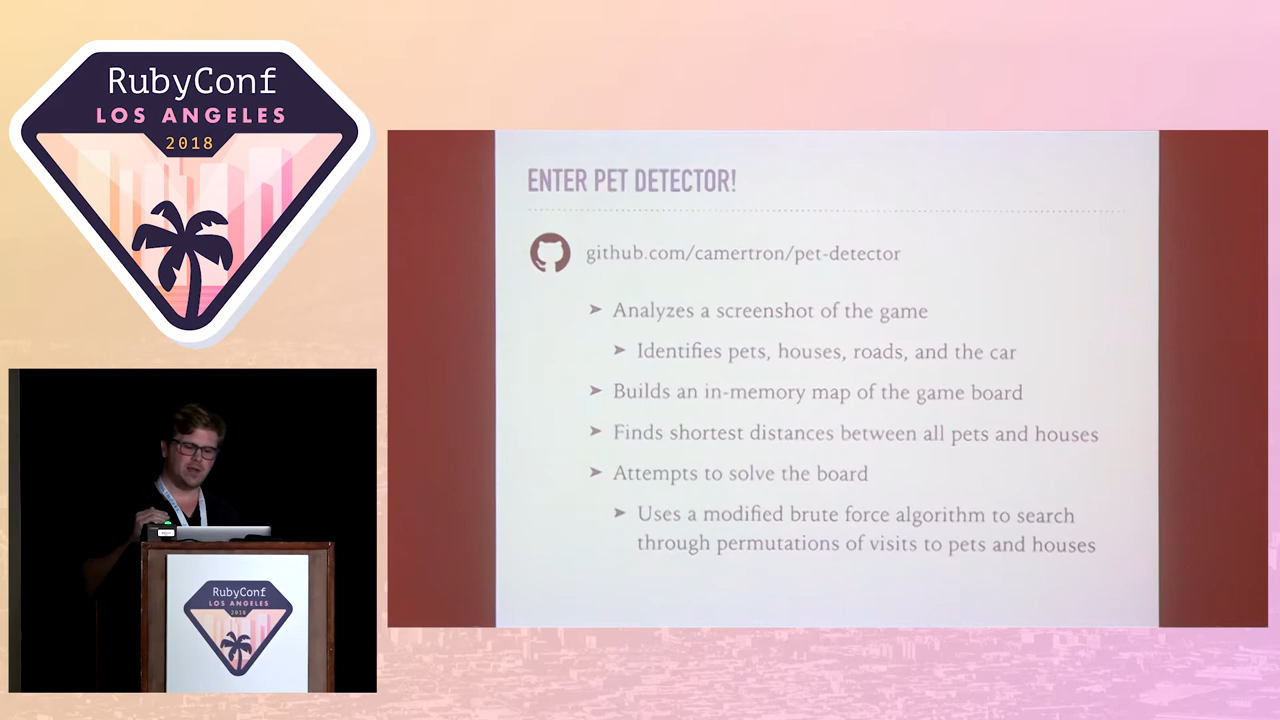 RubyConf
LOS ANGELES
2018
ENTER PET DETECTOR!
github.com/camertron/pet-detector
➤ Analyzes a screenshot of the game
➤ Identifies pets, houses, roads, and the car
➤ Builds an in-memory map of the game board
➤ Finds shortest distances between all pets and houses
➤ Attempts to solve the board
➤ Uses a modified brute force algorithm to search
through permutations of visits to pets and houses
RubyConf
LOS ANGELES
2018